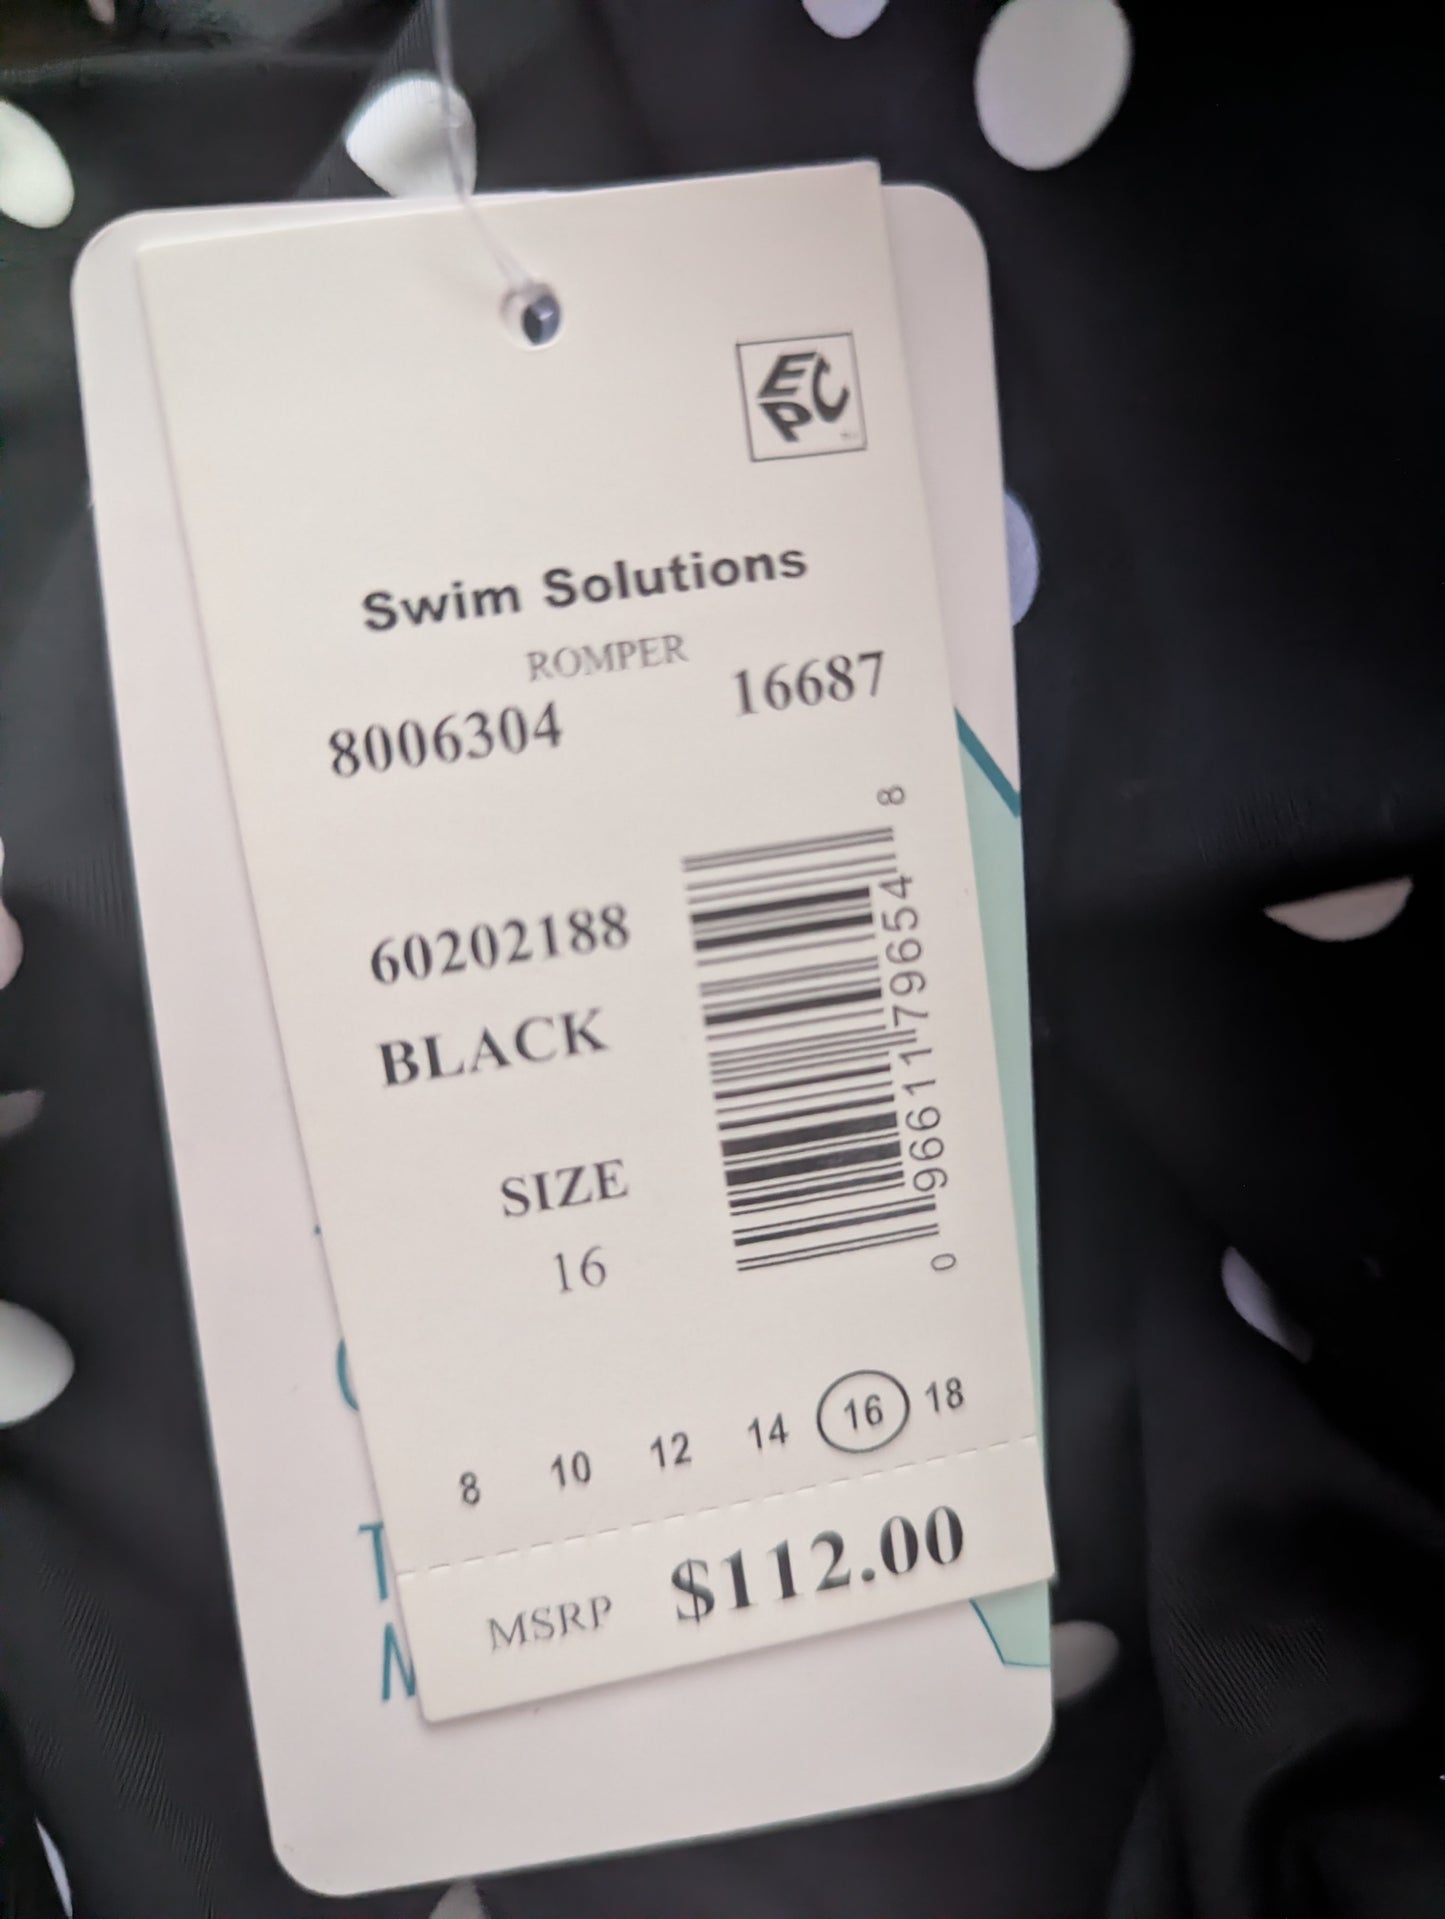 EPC
Swim Solutions
ROMPER
8006304 16687
60202188
BLACK
SIZE
16
0 96611 79654 8
8 10 12 14 16 18
MSRP $112.00